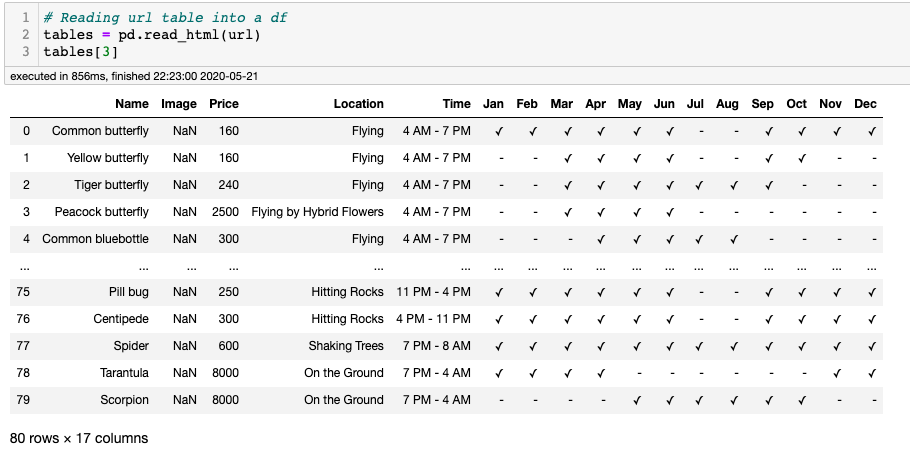 1 # Reading url table into a df
2 tables = pd.read_html(url)
3 tables[3]
executed in 856ms, finished 22:23:00 2020-05-21
Name Image Price Location Time Jan Feb Mar Apr May Jun Jul Aug Sep Oct Nov Dec
0 Common butterfly NaN 160 Flying 4 AM - 7 PM ✓ ✓ ✓ ✓ ✓ ✓ - - ✓ ✓ ✓ ✓
1 Yellow butterfly NaN 160 Flying 4 AM - 7 PM - - ✓ ✓ ✓ ✓ - - ✓ ✓ - -
2 Tiger butterfly NaN 240 Flying 4 AM - 7 PM - - ✓ ✓ ✓ ✓ ✓ ✓ ✓ - - -
3 Peacock butterfly NaN 2500 Flying by Hybrid Flowers 4 AM - 7 PM - - ✓ ✓ ✓ ✓ - - - - - -
4 Common bluebottle NaN 300 Flying 4 AM - 7 PM - - - ✓ ✓ ✓ ✓ ✓ - - - -
... ... ... ... ... ... ... ... ... ... ... ... ... ... ... ... ... ...
75 Pill bug NaN 250 Hitting Rocks 11 PM - 4 PM ✓ ✓ ✓ ✓ ✓ ✓ - - ✓ ✓ ✓ ✓
76 Centipede NaN 300 Hitting Rocks 4 PM - 11 PM ✓ ✓ ✓ ✓ ✓ ✓ - - ✓ ✓ ✓ ✓
77 Spider NaN 600 Shaking Trees 7 PM - 8 AM ✓ ✓ ✓ ✓ ✓ ✓ ✓ ✓ ✓ ✓ ✓ ✓
78 Tarantula NaN 8000 On the Ground 7 PM - 4 AM ✓ ✓ ✓ ✓ - - - - - - ✓ ✓
79 Scorpion NaN 8000 On the Ground 7 PM - 4 AM - - - - ✓ ✓ ✓ ✓ ✓ ✓ - -
80 rows × 17 columns